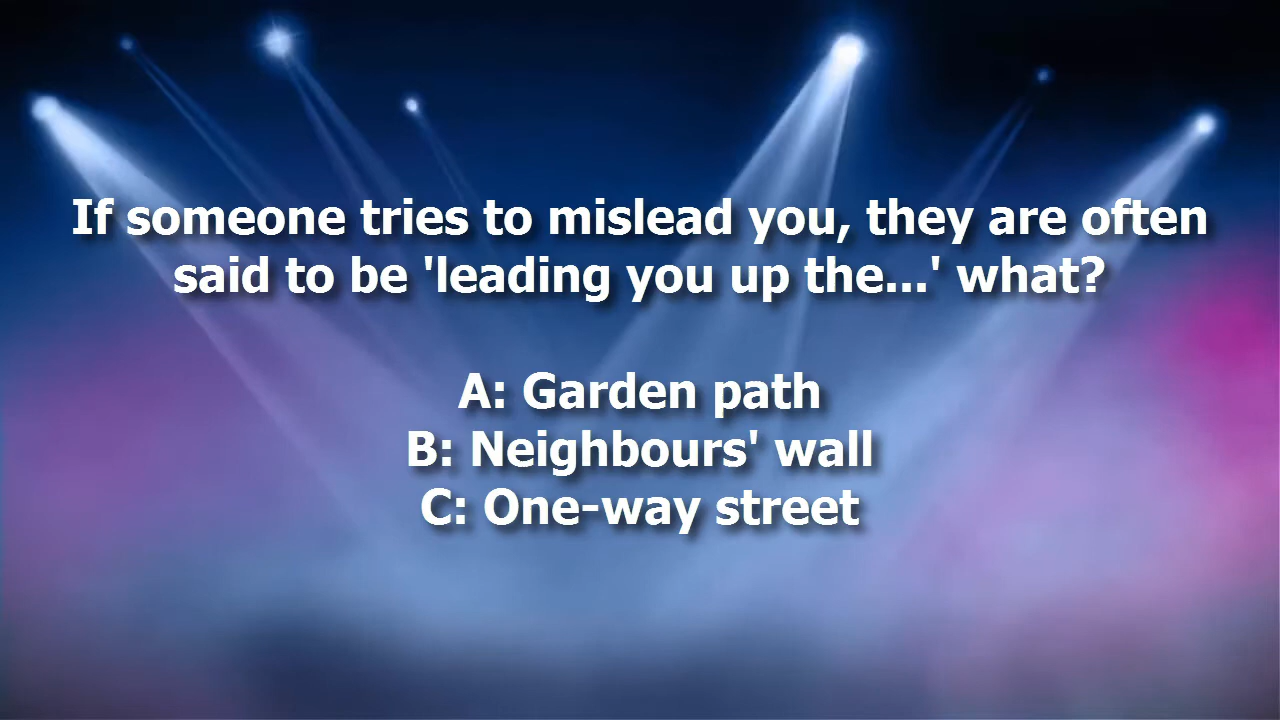 If someone tries to mislead you, they are often
said to be 'leading you up the...' what?
A: Garden path
B: Neighbours' wall
C: One-way street